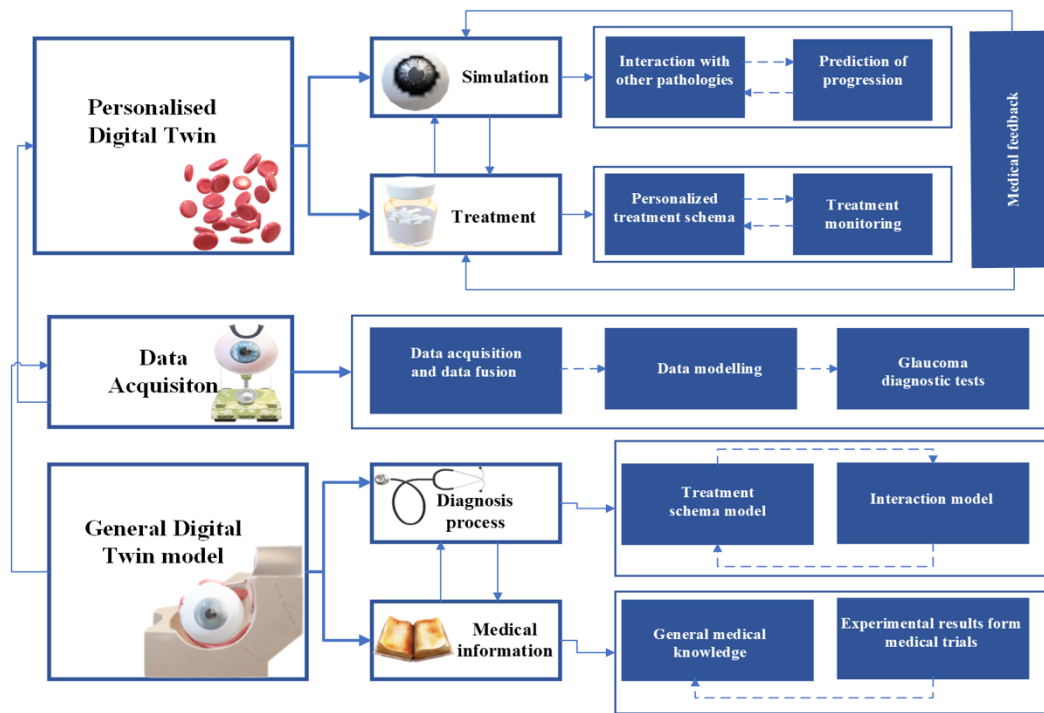 Personalised
Digital Twin
Simulation
Interaction with
other pathologies
Prediction of
progression
Treatment
Personalized
treatment schema
Treatment
monitoring
Medical feedback
Data
Acquisiton
Data acquisition
and data fusion
Data modelling
Glaucoma
diagnostic tests
General Digital
Twin model
Diagnosis
process
Treatment
schema model
Interaction model
Medical
information
General medical
knowledge
Experimental results form
medical trials